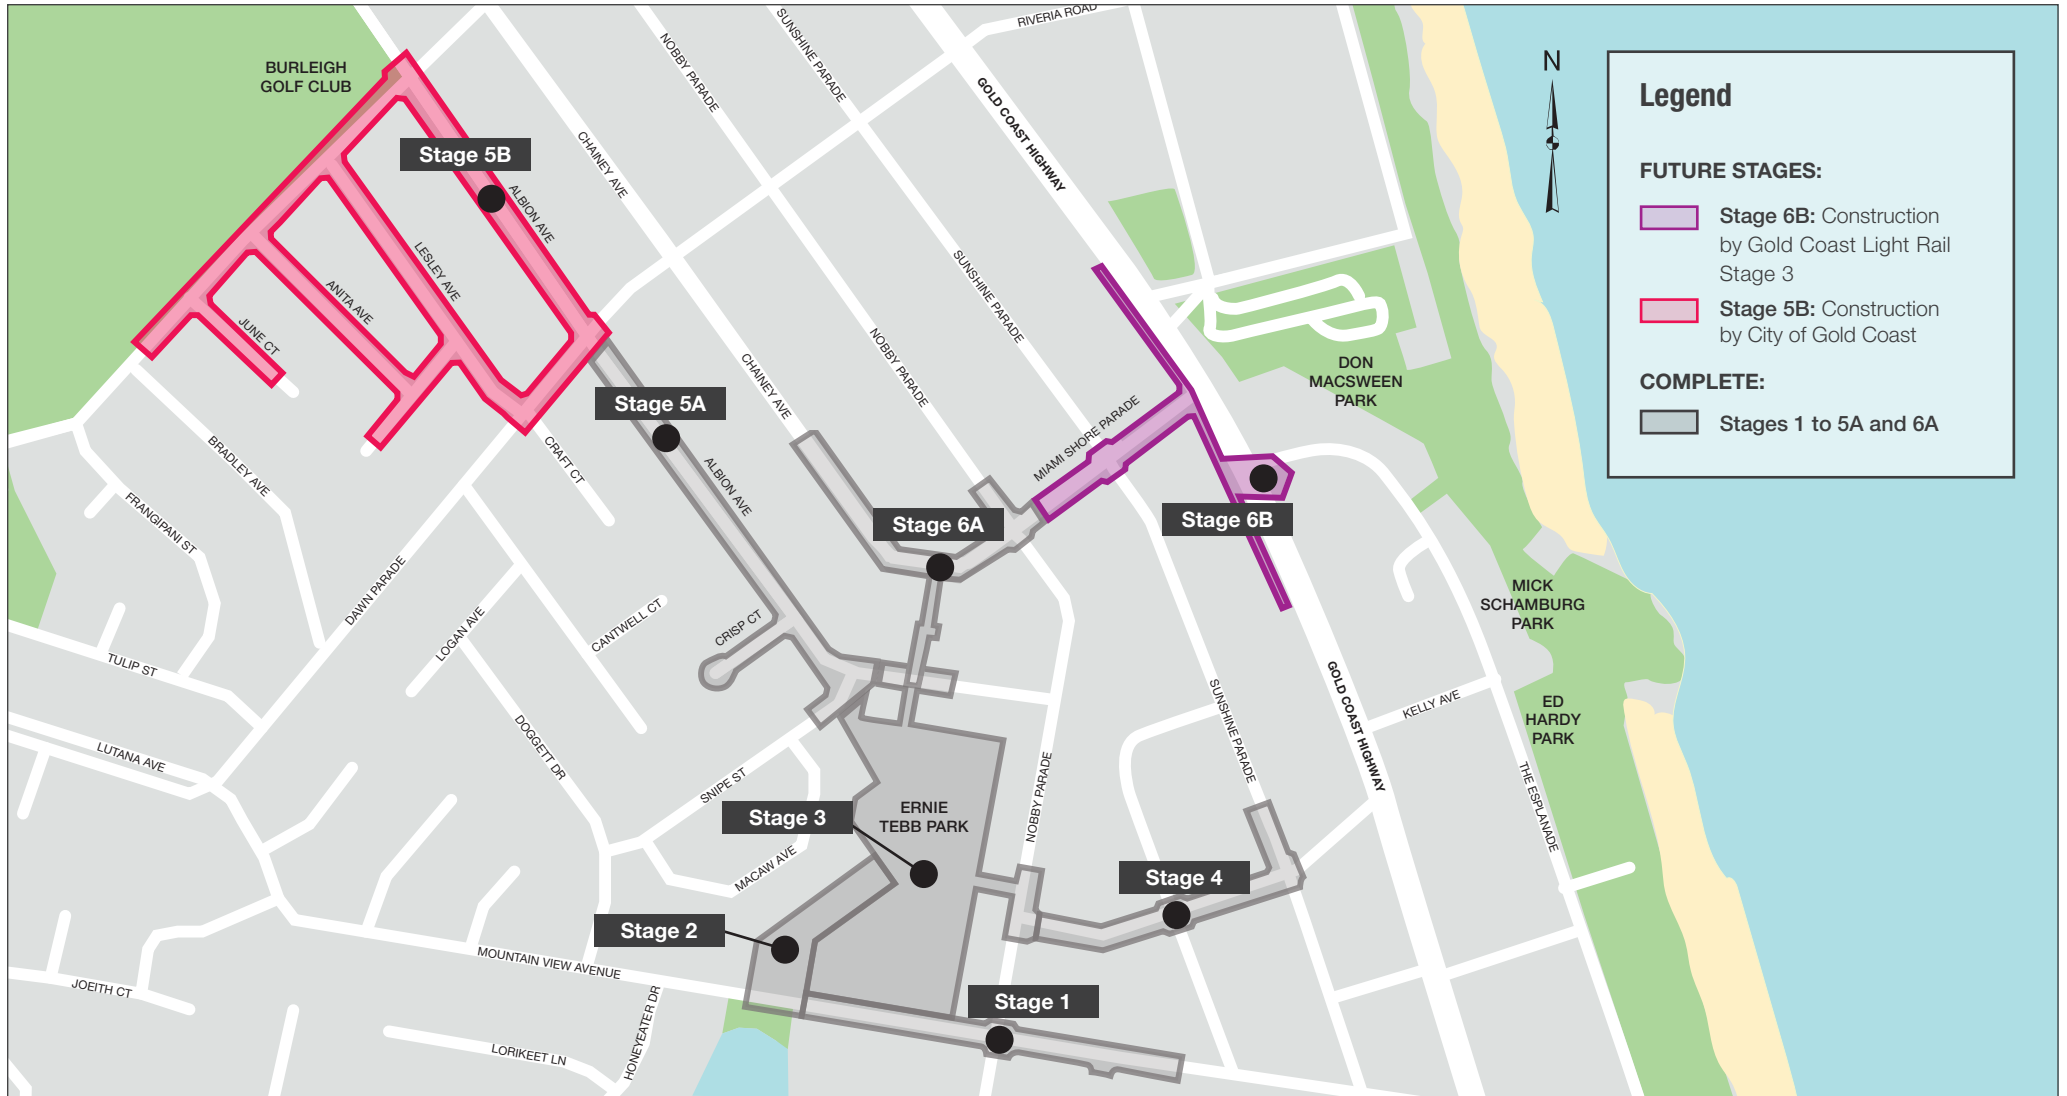 RIVERIA ROAD
SUNSHINE PARADE
NOBBY PARADE
BURLEIGH
GOLF CLUB
GOLD COAST HIGHWAY
CHAINEY AVE
Stage 5B
ALBION AVE
LESLEY AVE
ANITA AVE
JUNE CT
SUNSHINE PARADE
NOBBY PARADE
CHAINEY AVE
N
Legend
FUTURE STAGES:
Stage 6B: Construction
by Gold Coast Light Rail
Stage 3
Stage 5B: Construction
by City of Gold Coast
COMPLETE:
Stages 1 to 5A and 6A
DON
MACSWEEN
PARK
Stage 5A
MIAMI SHORE PARADE
CRAFT CT
BRADLEY AVE
ALBION AVE
FRANGIPANI ST
Stage 6A
Stage 6B
DAWN PARADE
LOGAN AVE
CANTWELL CT
CRISP CT
MICK
SCHAMBURG
PARK
TULIP ST
ED
HARDY
PARK
KELLY AVE
GOLD COAST HIGHWAY
SUNSHINE PARADE
LUTANA AVE
DOGGETT DR
SNIPE ST
NOBBY PARADE
THE ESPLANADE
Stage 3
ERNIE
TEBB PARK
MACAW AVE
Stage 4
Stage 2
MOUNTAIN VIEW AVENUE
JOEITH CT
Stage 1
HONEYEATER DR
LORIKEET LN